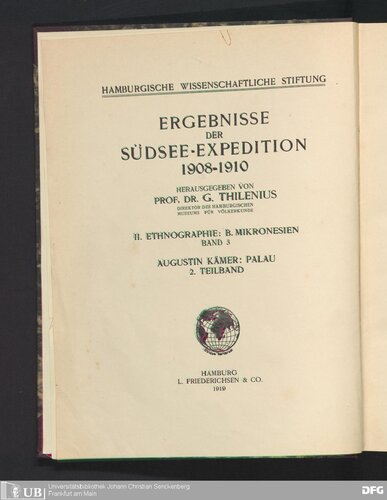 HAMBURGISCHE WISSENSCHAFTLICHE STIFTUNG
ERGEBNISSE
DER
SÜDSEE-EXPEDITION
1908-1910
HERAUSGEGEBEN VON
PROF. DR. G. THILENIUS
DIREKTOR DES HAMBURGISCHEN
MUSEUMS FÜR VÖLKERKUNDE
II. ETHNOGRAPHIE: B. MIKRONESIEN
BAND 3
AUGUSTIN KÄMER: PALAU
2. TEILBAND
HAMBURG
L. FRIEDERICHSEN & CO.
1919
UB
Universitätsbibliothek Johann Christian Senckenberg
Frankfurt am Main
DFG